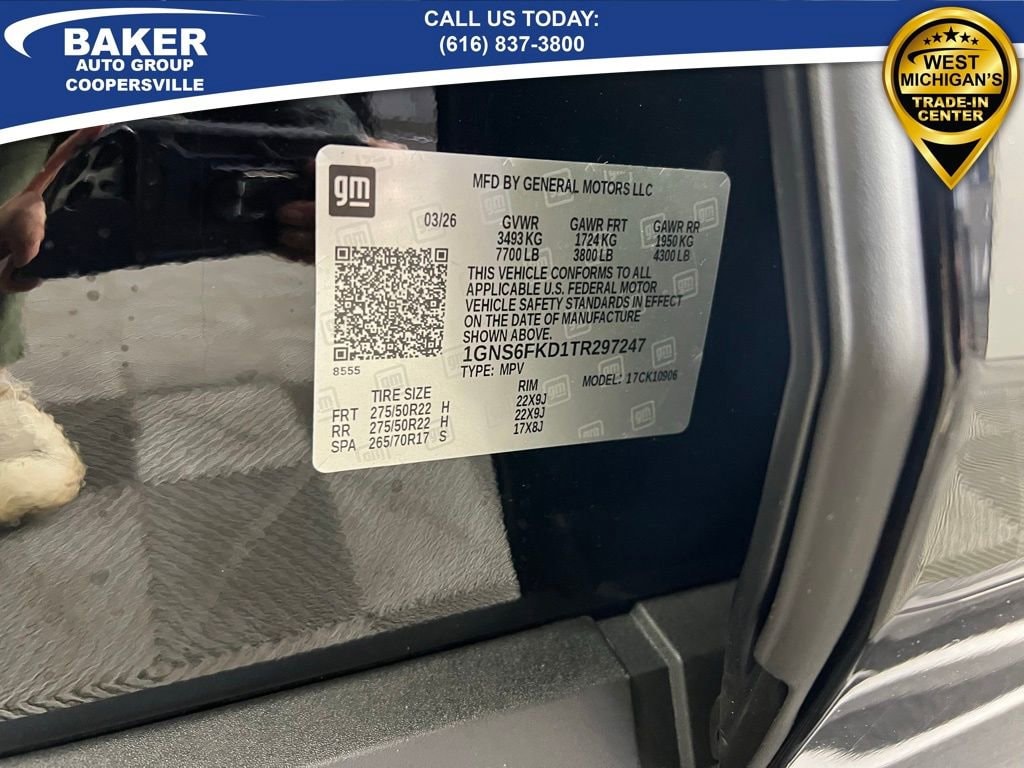 BAKER
AUTO GROUP
COOPERSVILLE
CALL US TODAY:
(616) 837-3800
WEST
MICHIGAN'S
TRADE-IN
CENTER
gm
MFD BY GENERAL MOTORS LLC
03/26 GVWR GAWR FRT GAWR RR
3493 KG 1724 KG 1950 KG
7700 LB 3800 LB 4300 LB
THIS VEHICLE CONFORMS TO ALL
APPLICABLE U.S. FEDERAL MOTOR
VEHICLE SAFETY STANDARDS IN EFFECT
ON THE DATE OF MANUFACTURE
SHOWN ABOVE.
8555
1GNS6FKD1TR297247
TYPE: MPV MODEL: 17CK10906
TIRE SIZE RIM
FRT 275/50R22 H 22X9J
RR 275/50R22 H 22X9J
SPA 265/70R17 S 17X8J